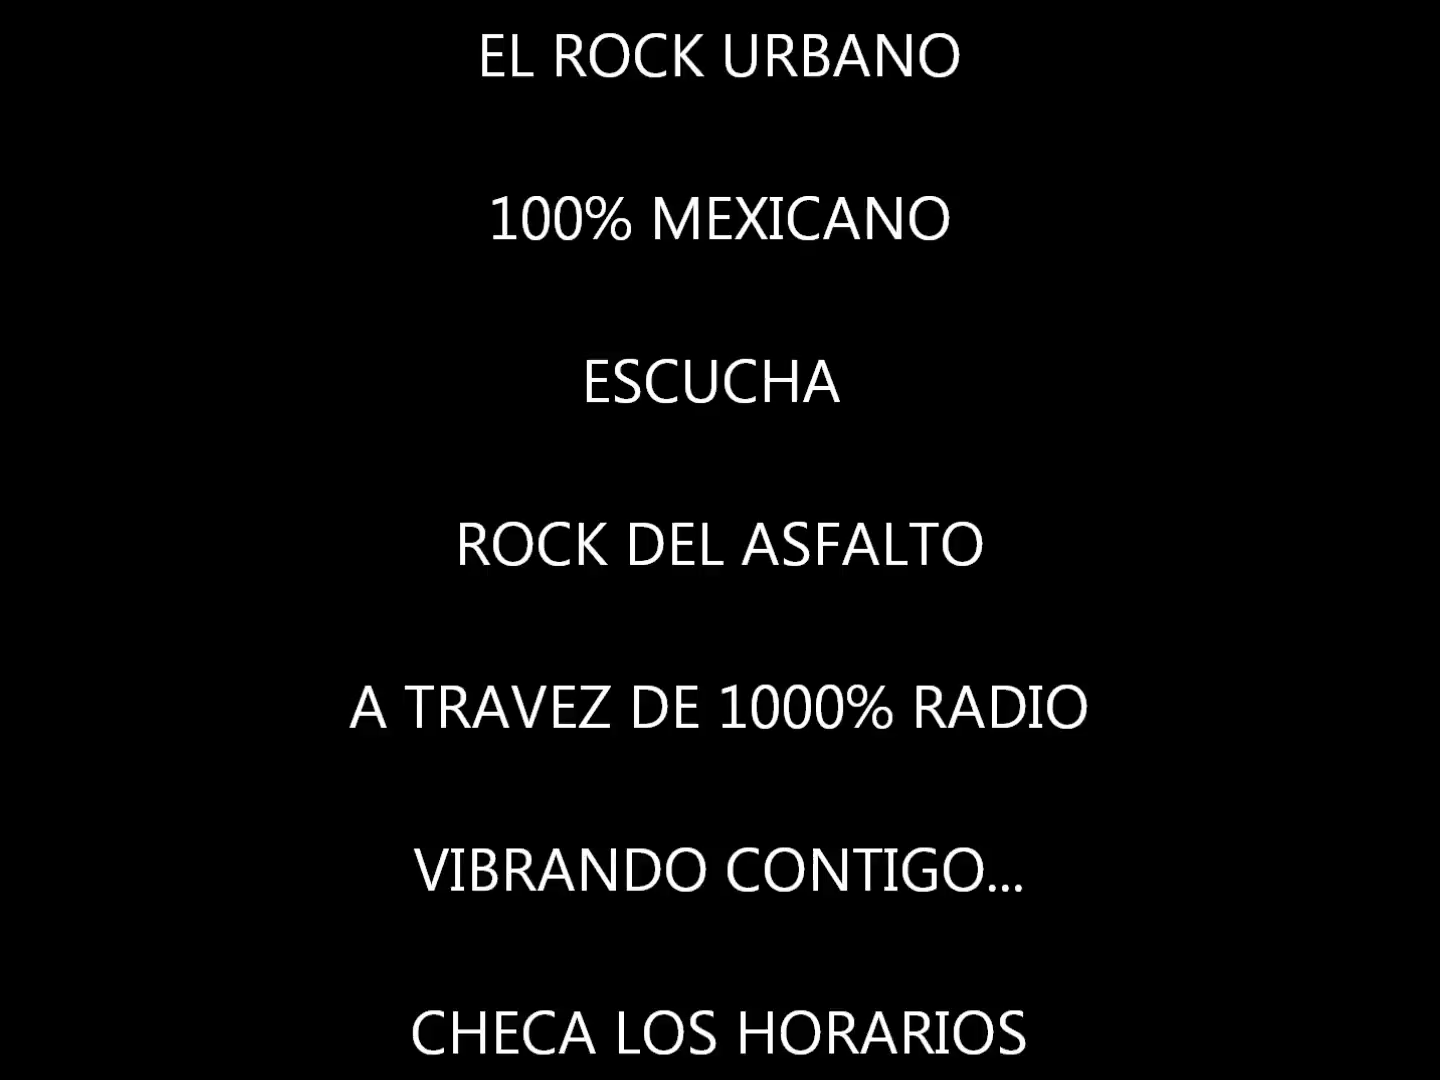 EL ROCK URBANO
100% MEXICANO
ESCUCHA
ROCK DEL ASFALTO
A TRAVEZ DE 1000% RADIO
VIBRANDO CONTIGO...
CHECA LOS HORARIOS